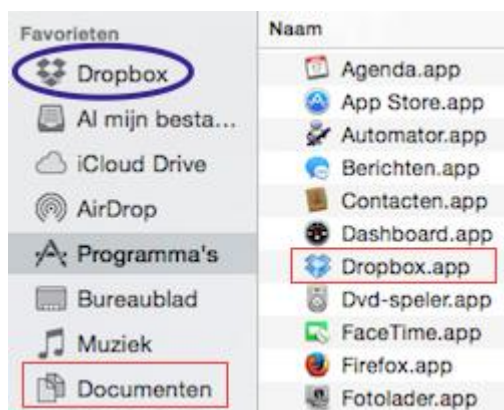 Favorieten
Dropbox
Al mijn besta...
iCloud Drive
AirDrop
Programma's
Bureaublad
Muziek
Documenten
Naam
Agenda.app
App Store.app
Automator.app
Berichten.app
Contacten.app
Dashboard.app
Dropbox.app
Dvd-speler.app
FaceTime.app
Firefox.app
Fotolader.app